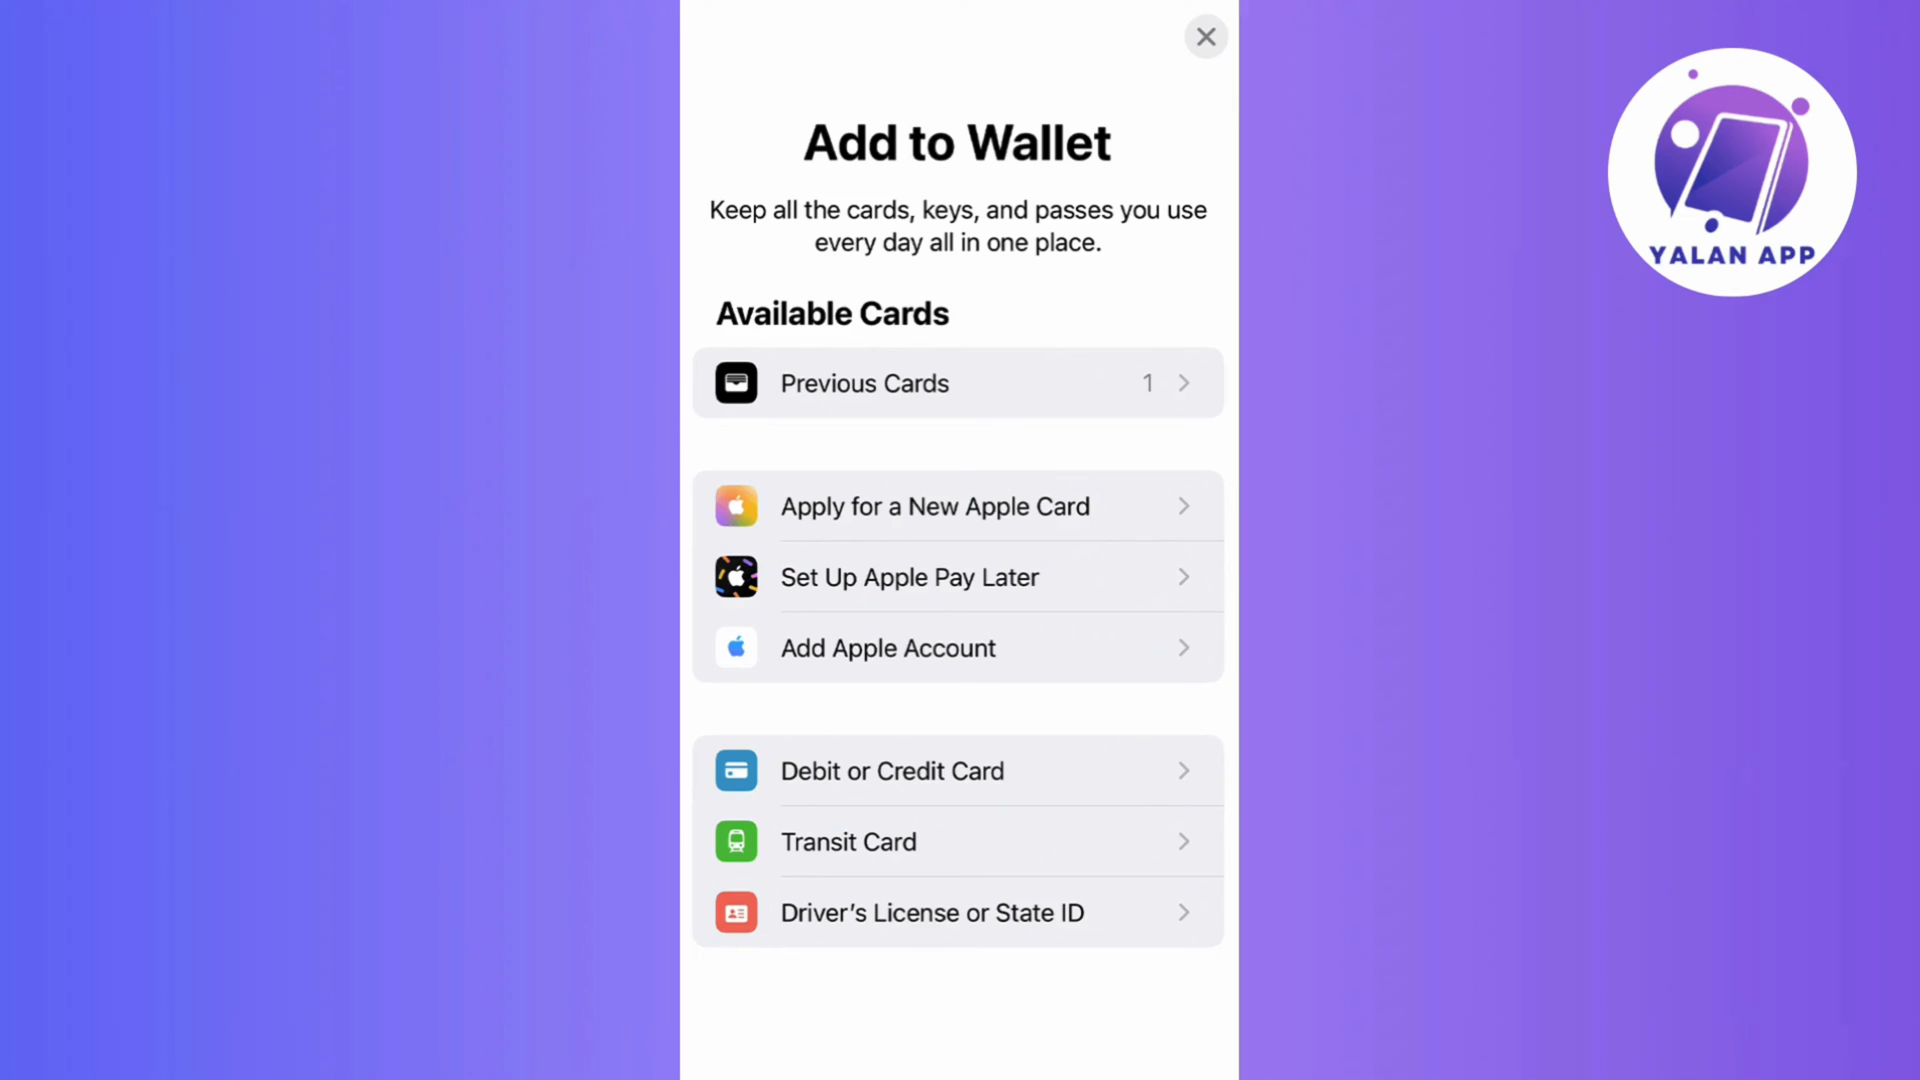 Add to Wallet
Keep all the cards, keys, and passes you use
every day all in one place.
Available Cards
Previous Cards 1
Apply for a New Apple Card
Set Up Apple Pay Later
Add Apple Account
Debit or Credit Card
Transit Card
Driver’s License or State ID
YALAN APP